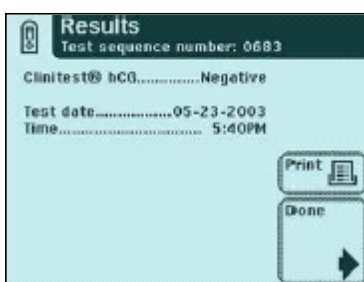 Results
Test sequence number: 0683
Clinitest® hCG...............Negative
Test date..................05-23-2003
Time................................. 5:40PM
Print
Done